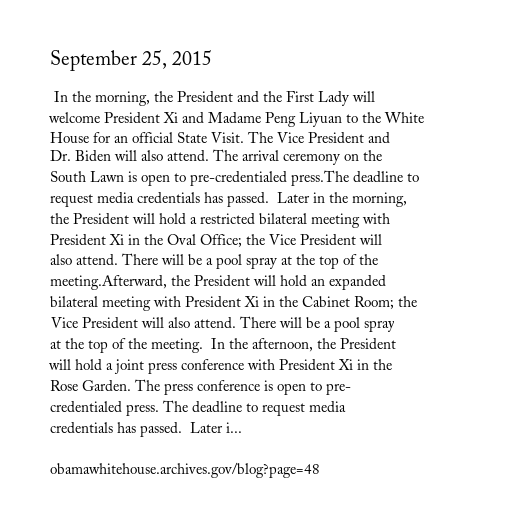 September 25, 2015
In the morning, the President and the First Lady will
welcome President Xi and Madame Peng Liyuan to the White
House for an official State Visit. The Vice President and
Dr. Biden will also attend. The arrival ceremony on the
South Lawn is open to pre-credentialed press.The deadline to
request media credentials has passed.  Later in the morning,
the President will hold a restricted bilateral meeting with
President Xi in the Oval Office; the Vice President will
also attend. There will be a pool spray at the top of the
meeting.Afterward, the President will hold an expanded
bilateral meeting with President Xi in the Cabinet Room; the
Vice President will also attend. There will be a pool spray
at the top of the meeting.  In the afternoon, the President
will hold a joint press conference with President Xi in the
Rose Garden. The press conference is open to pre-
credentialed press. The deadline to request media
credentials has passed.  Later i...
obamawhitehouse.archives.gov/blog?page=48